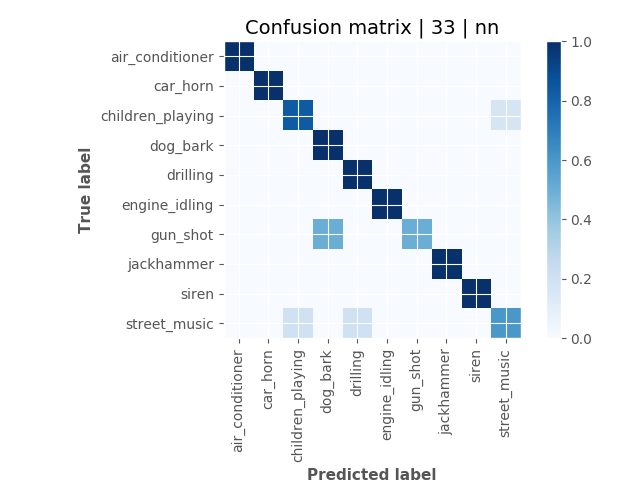 Confusion matrix | 33 | nn
True label
air_conditioner
car_horn
children_playing
dog_bark
drilling
engine_idling
gun_shot
jackhammer
siren
street_music
air_conditioner
car_horn
children_playing
dog_bark
drilling
engine_idling
gun_shot
jackhammer
siren
street_music
Predicted label
1.0
0.8
0.6
0.4
0.2
0.0